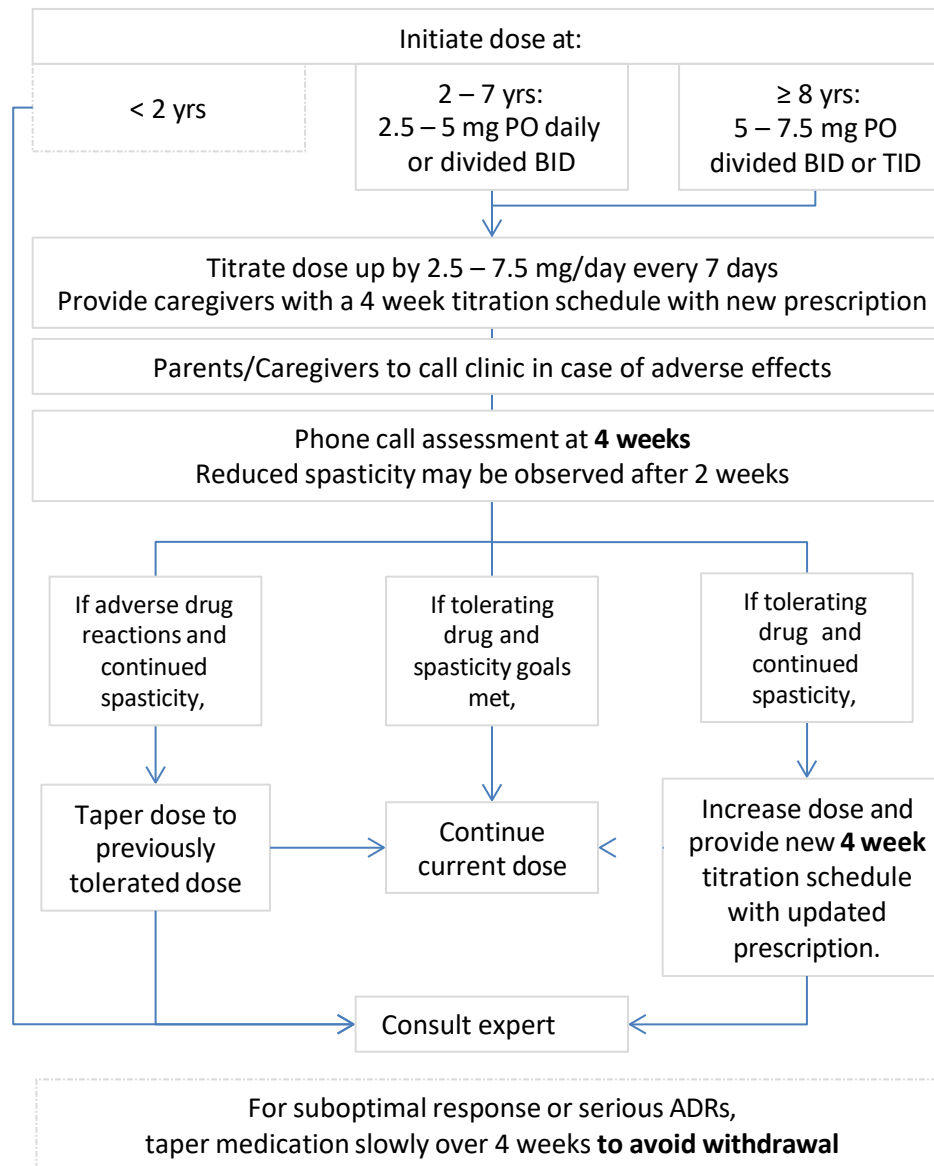 Initiate dose at:
< 2 yrs
2 – 7 yrs:
2.5 – 5 mg PO daily
or divided BID
≥ 8 yrs:
5 – 7.5 mg PO
divided BID or TID
Titrate dose up by 2.5 – 7.5 mg/day every 7 days
Provide caregivers with a 4 week titration schedule with new prescription
Parents/Caregivers to call clinic in case of adverse effects
Phone call assessment at 4 weeks
Reduced spasticity may be observed after 2 weeks
If adverse drug
reactions and
continued
spasticity,
If tolerating
drug and
spasticity goals
met,
If tolerating
drug and
continued
spasticity,
Taper dose to
previously
tolerated dose
Continue
current dose
Increase dose and
provide new 4 week
titration schedule
with updated
prescription.
Consult expert
For suboptimal response or serious ADRs,
taper medication slowly over 4 weeks to avoid withdrawal